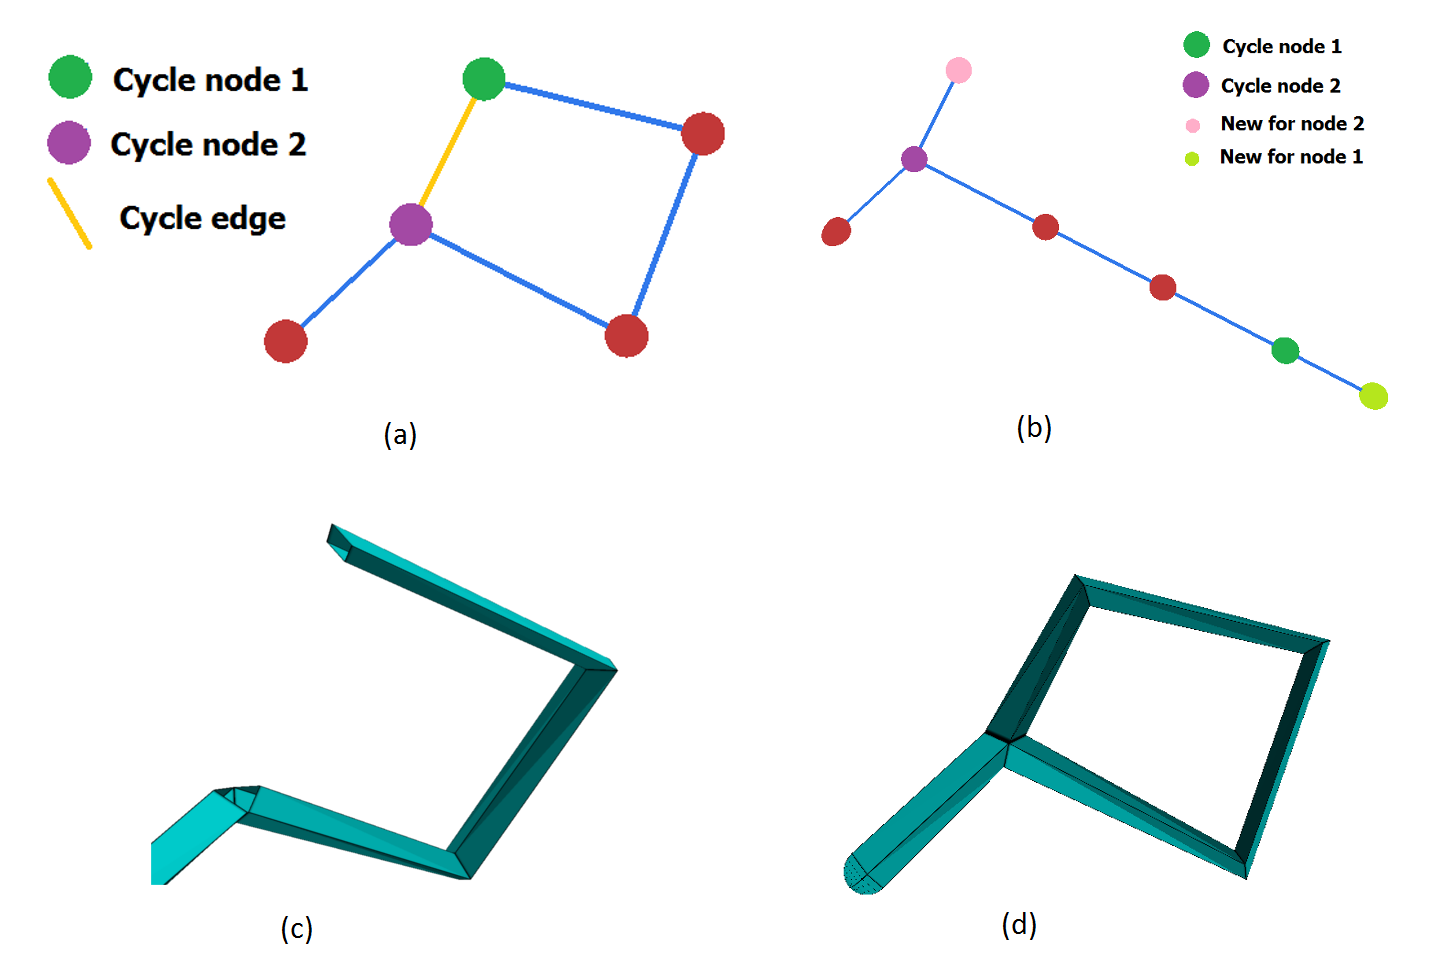 Cycle node 1
Cycle node 2
Cycle edge
(a)
Cycle node 1
Cycle node 2
New for node 2
New for node 1
(b)
(c)
(d)